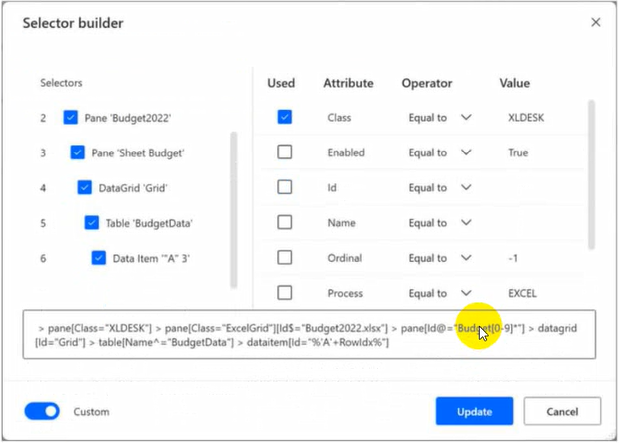 Selector builder
Selectors
Used Attribute Operator Value
2 Pane 'Budget2022' Class Equal to XLDESK
3 Pane 'Sheet Budget' Enabled Equal to True
4 DataGrid 'Grid' Id Equal to
5 Table 'BudgetData' Name Equal to
6 Data Item '"A" 3' Ordinal Equal to -1
Process Equal to EXCEL
> pane[Class="XLDESK"] > pane[Class="ExcelGrid"][Id$="Budget2022.xlsx"] > pane[Id@="Budget[0-9]*"] > datagrid
[Id="Grid"] > table[Name^="BudgetData"] > dataitem[Id="%'A'+RowIdx%"]
Custom Update Cancel